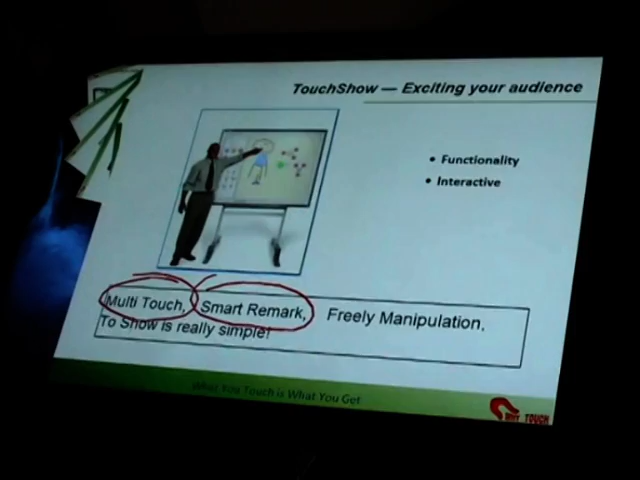 TouchShow — Exciting your audience
• Functionality
• Interactive
Multi Touch, Smart Remark, Freely Manipulation.
To Show is really simple!
What You Touch is What You Get
TOUCH